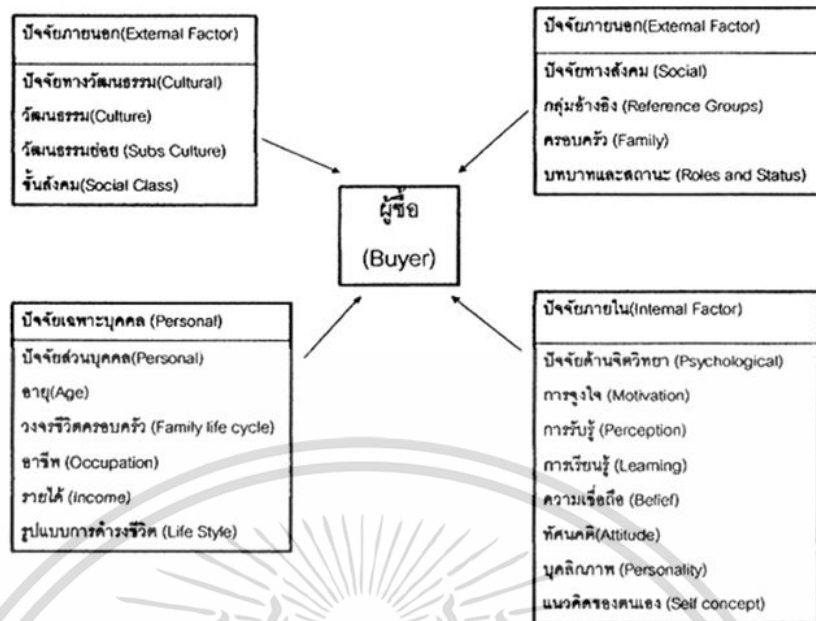 ปัจจัยภายนอก(External Factor)
ปัจจัยทางวัฒนธรรม(Cultural)
วัฒนธรรม(Culture)
วัฒนธรรมย่อย (Subs Culture)
ชั้นสังคม(Social Class)
ปัจจัยภายนอก(External Factor)
ปัจจัยทางสังคม (Social)
กลุ่มอ้างอิง (Reference Groups)
ครอบครัว (Family)
บทบาทและสถานะ (Roles and Status)
ผู้ซื้อ
(Buyer)
ปัจจัยเฉพาะบุคคล (Personal)
ปัจจัยส่วนบุคคล(Personal)
อายุ(Age)
วงจรชีวิตครอบครัว (Family life cycle)
อาชีพ (Occupation)
รายได้ (Income)
รูปแบบการดำรงชีวิต (Life Style)
ปัจจัยภายใน(Internal Factor)
ปัจจัยด้านจิตวิทยา (Psychological)
การจูงใจ (Motivation)
การรับรู้ (Perception)
การเรียนรู้ (Learning)
ความเชื่อถือ (Belief)
ทัศนคติ(Attitude)
บุคลิกภาพ (Personality)
แนวคิดของตนเอง (Self concept)